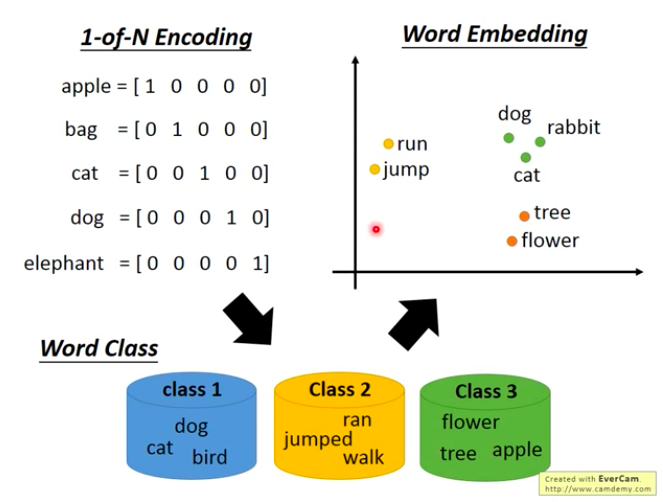 1-of-N Encoding
apple = [ 1 0 0 0 0]
bag = [ 0 1 0 0 0]
cat = [ 0 0 1 0 0]
dog = [ 0 0 0 1 0]
elephant = [ 0 0 0 0 1]
Word Embedding
dog
rabbit
run
jump
cat
tree
flower
Word Class
class 1
dog
cat
bird
Class 2
ran
jumped
walk
Class 3
flower
tree apple
Created with EverCam.
http://www.camdemy.com